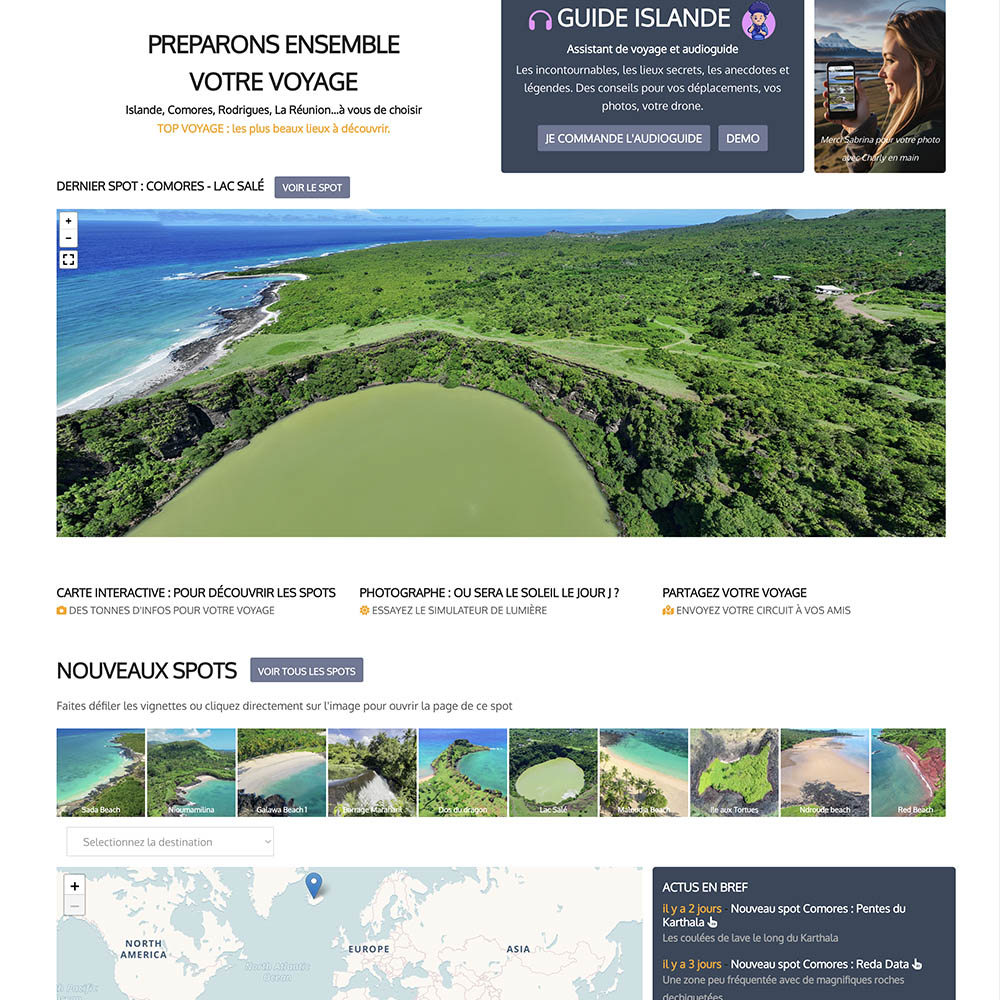 PREPARONS ENSEMBLE
VOTRE VOYAGE
Islande, Comores, Rodrigues, La Réunion...à vous de choisir
TOP VOYAGE : les plus beaux lieux à découvrir.
GUIDE ISLANDE
Assistant de voyage et audioguide
Les incontournables, les lieux secrets, les anecdotes et
légendes. Des conseils pour vos déplacements, vos
photos, votre drone.
JE COMMANDE L'AUDIOGUIDE
DEMO
Merci Sabrina pour votre photo
avec Charly en main
DERNIER SPOT : COMORES - LAC SALÉ
VOIR LE SPOT
+
−
CARTE INTERACTIVE : POUR DÉCOUVRIR LES SPOTS
DES TONNES D'INFOS POUR VOTRE VOYAGE
PHOTOGRAPHE : OU SERA LE SOLEIL LE JOUR J ?
ESSAYEZ LE SIMULATEUR DE LUMIÈRE
PARTAGEZ VOTRE VOYAGE
ENVOYEZ VOTRE CIRCUIT À VOS AMIS
NOUVEAUX SPOTS
VOIR TOUS LES SPOTS
Faites défiler les vignettes ou cliquez directement sur l'image pour ouvrir la page de ce spot
Sada Beach
N'ioumamilina
Galawa Beach 1
Barrage Marahani
Dos du dragon
Lac Salé
Maloudja Beach
Ile aux Tortues
Ndroude beach
Red Beach
Selectionnez la destination
+
−
NORTH
AMERICA
North Atlantic
Ocean
EUROPE
ASIA
h Pacific
ACTUS EN BREF
il y a 2 jours - Nouveau spot Comores : Pentes du
Karthala
Les coulées de lave le long du Karthala
il y a 3 jours - Nouveau spot Comores : Reda Data
Une zone peu fréquentée avec de magnifiques roches
dechiquetées